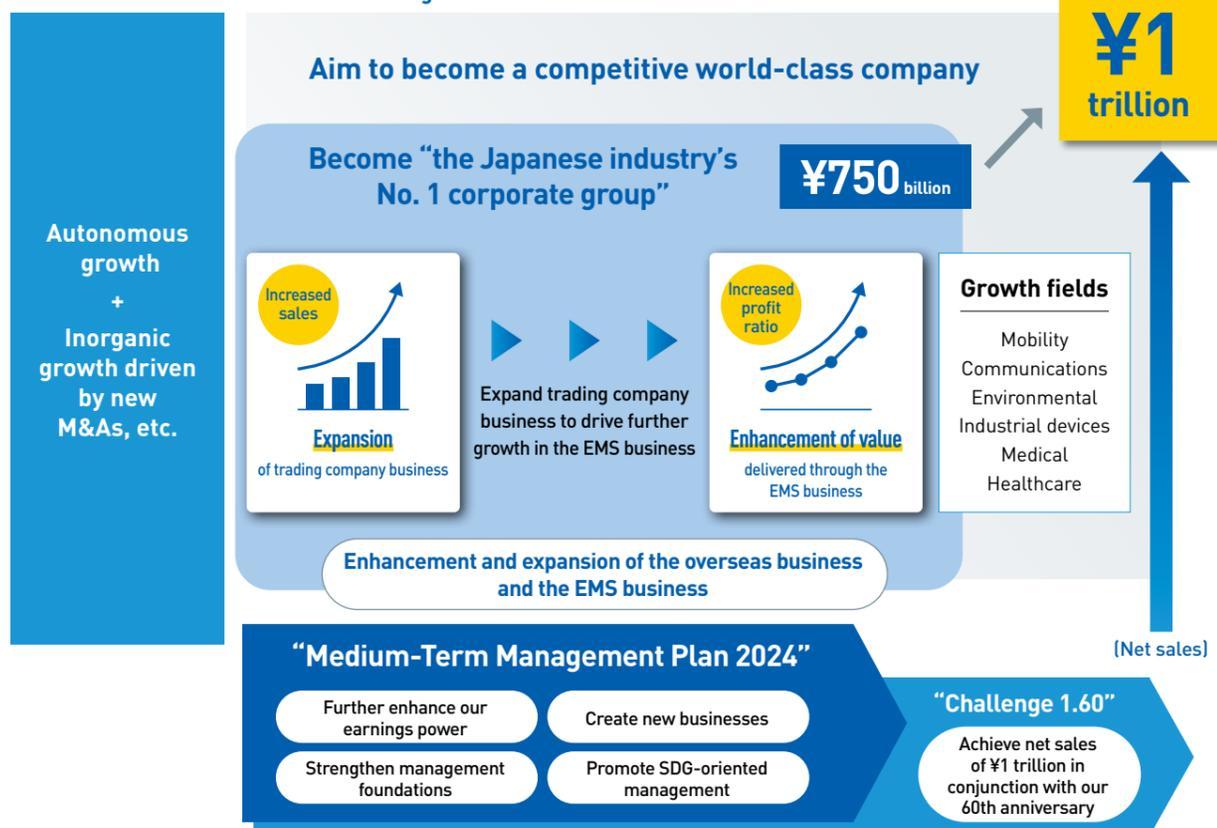 Aim to become a competitive world-class company
¥1
trillion
Become “the Japanese industry’s
No. 1 corporate group”
¥750 billion
Autonomous
growth
+
Inorganic
growth driven
by new
M&As, etc.
Increased
sales
Expansion
of trading company business
Expand trading company
business to drive further
growth in the EMS business
Increased
profit
ratio
Enhancement of value
delivered through the
EMS business
Growth fields
Mobility
Communications
Environmental
Industrial devices
Medical
Healthcare
Enhancement and expansion of the overseas business
and the EMS business
(Net sales)
“Medium-Term Management Plan 2024”
Further enhance our
earnings power
Create new businesses
Strengthen management
foundations
Promote SDG-oriented
management
“Challenge 1.60”
Achieve net sales
of ¥1 trillion in
conjunction with our
60th anniversary